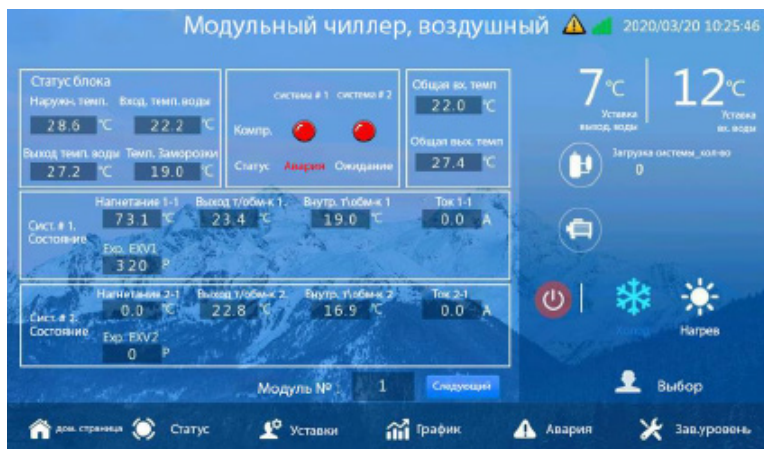 Модульный чиллер, воздушный 2020/03/20 10:25:46
Статус блока
Наружн. темп. Вход. темп. воды
28.6 °C 22.2 °C
Выход темп. воды Темп. Заморозки
27.2 °C 19.0 °C
система # 1 система # 2
Компр.
Статус Авария Ожидание
Общая вх. темп
22.0 °C
Общая вых. темп
27.4 °C
7°C 12°C
Уставка выход. воды
Уставка вх. воды
Загрузка системы_кол-во
0
Сист. # 1. Состояние
Нагнетание 1-1 Выход т/обм-к 1. Внутр. т\обм-к 1 Ток 1-1
73.1 °C 23.4 °C 19.0 °C 0.0 A
Exp. EXV1
320 P
Сист. # 2. Состояние
Нагнетание 2-1 Выход т/обм-к 2. Внутр. т\обм-к 2 Ток 2-1
0.0 °C 22.8 °C 16.9 °C 0.0 A
Exp. EXV2
0 P
Холод Нагрев
Модуль № : 1 Следующий
Выбор
дом. страница Статус Уставки График Авария Зав.уровень